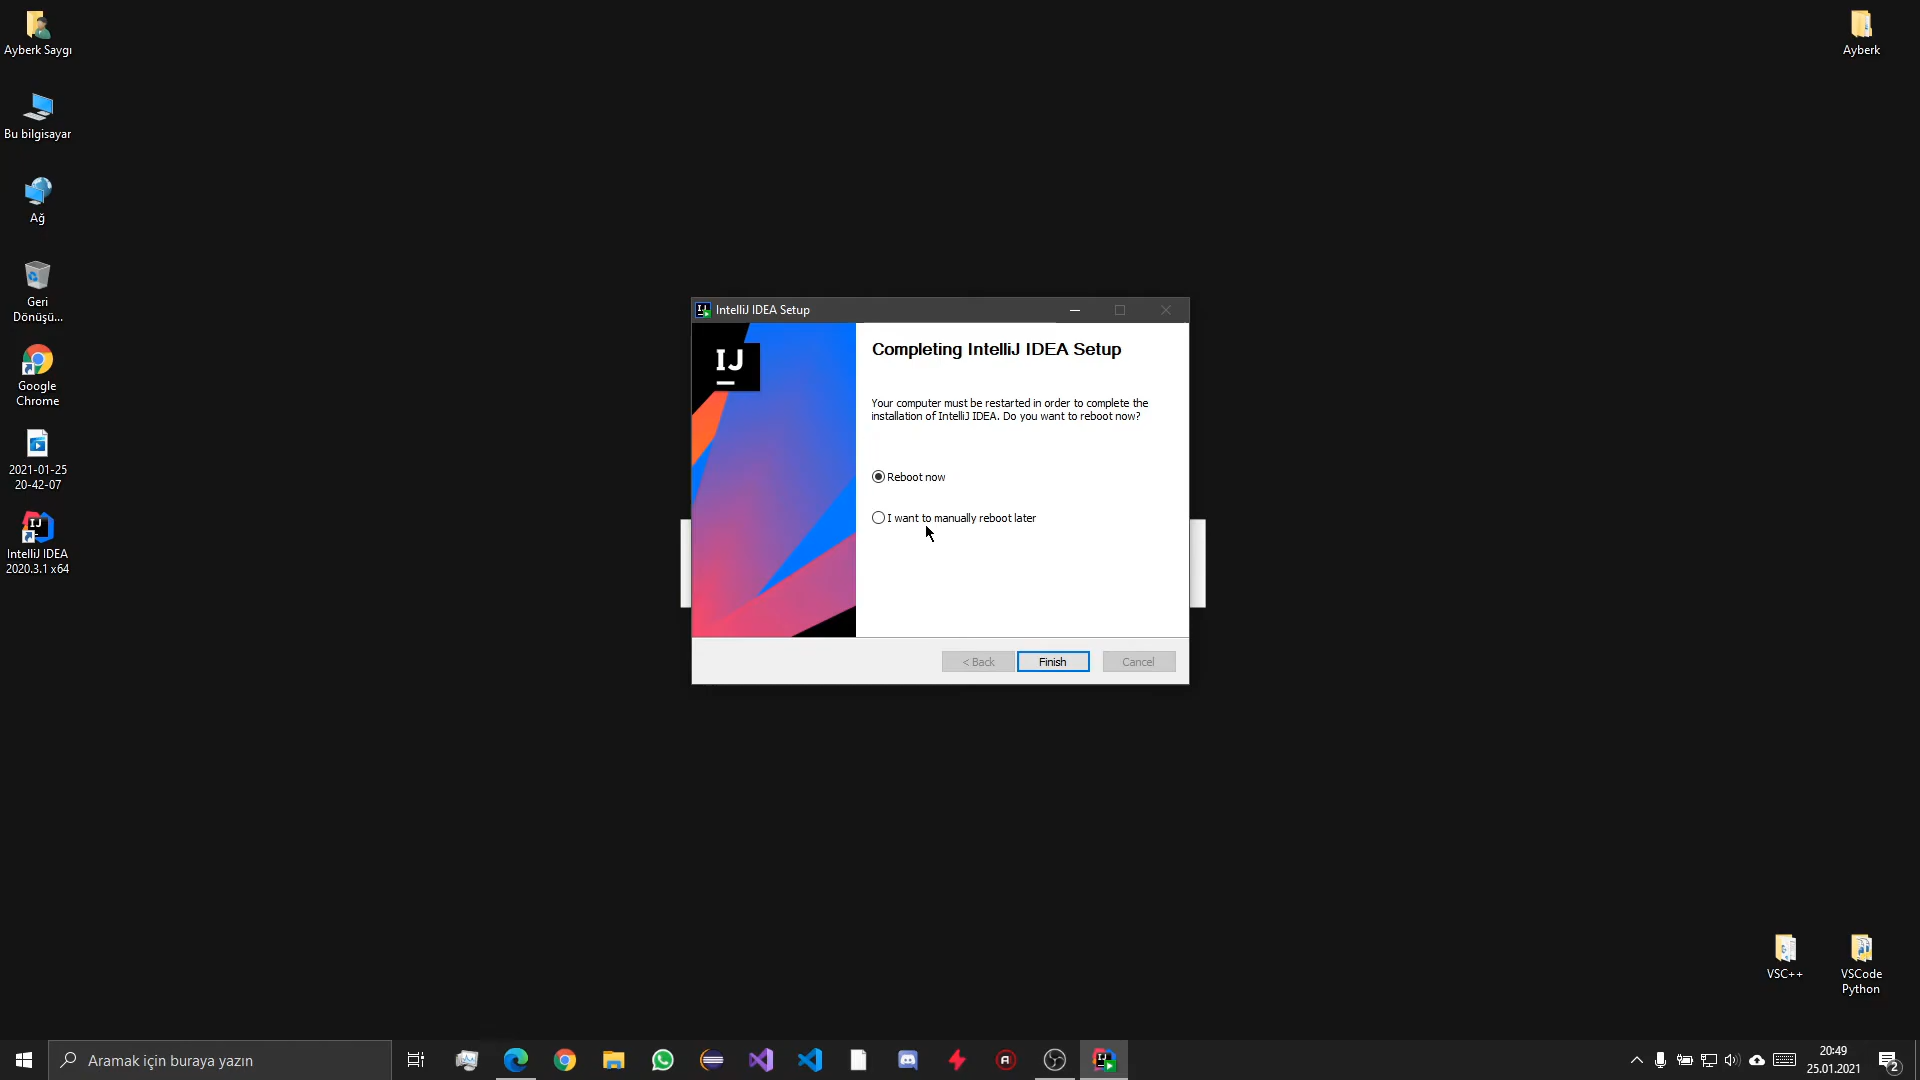 Ayberk Saygı
Bu bilgisayar
Ağ
Geri
Dönüşü...
Google
Chrome
2021-01-25
20-42-07
IJ
IntelliJ IDEA
2020.3.1 x64
Ayberk
IntelliJ IDEA Setup
IJ
Completing IntelliJ IDEA Setup
Your computer must be restarted in order to complete the
installation of IntelliJ IDEA. Do you want to reboot now?
Reboot now
I want to manually reboot later
< Back
Finish
Cancel
VSC++
VSCode
Python
Aramak için buraya yazın
20:49
25.01.2021
2